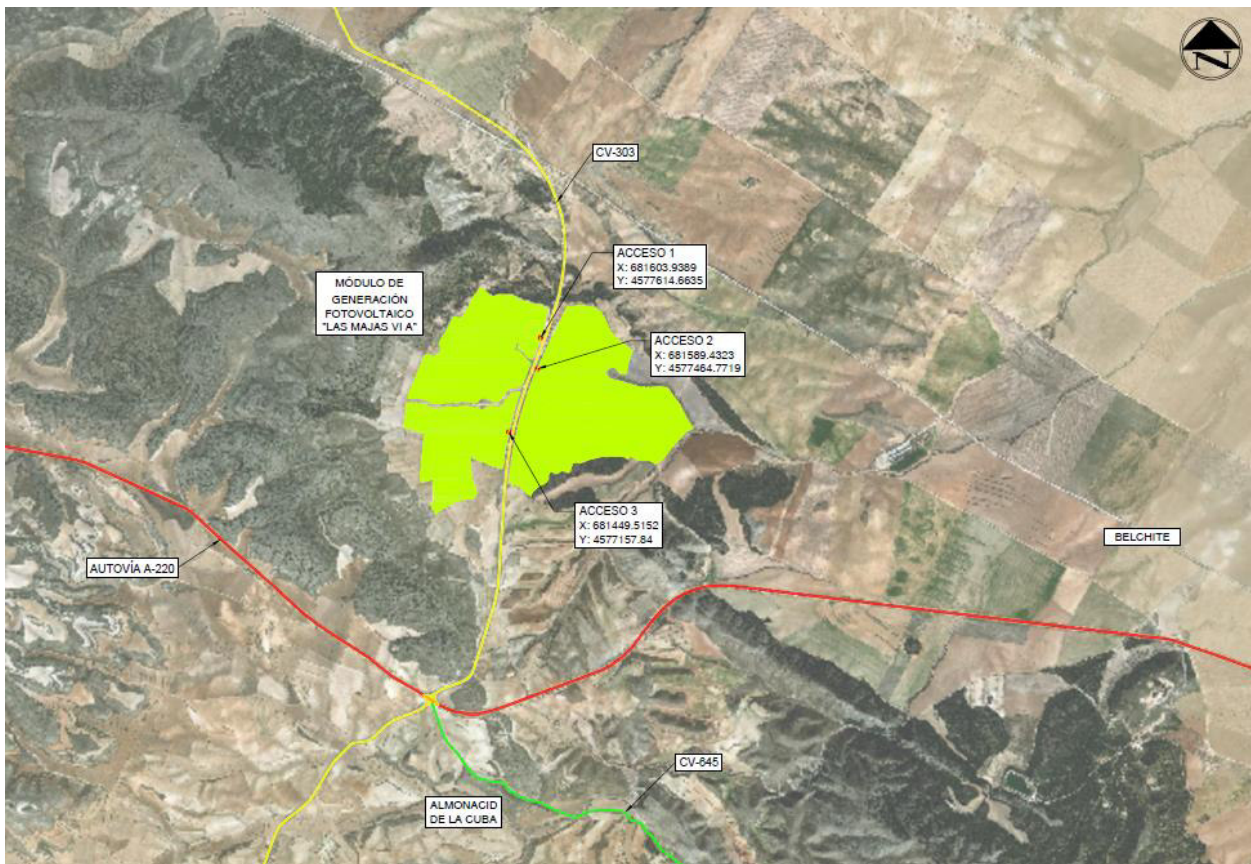 N
CV-303
ACCESO 1
X: 681603.9389
Y: 4577614.6635
MÓDULO DE
GENERACIÓN
FOTOVOLTAICO
"LAS MAJAS VI A"
ACCESO 2
X: 681589.4323
Y: 4577464.7719
ACCESO 3
X: 681449.5152
Y: 4577157.84
BELCHITE
AUTOVÍA A-220
CV-645
ALMONACID
DE LA CUBA